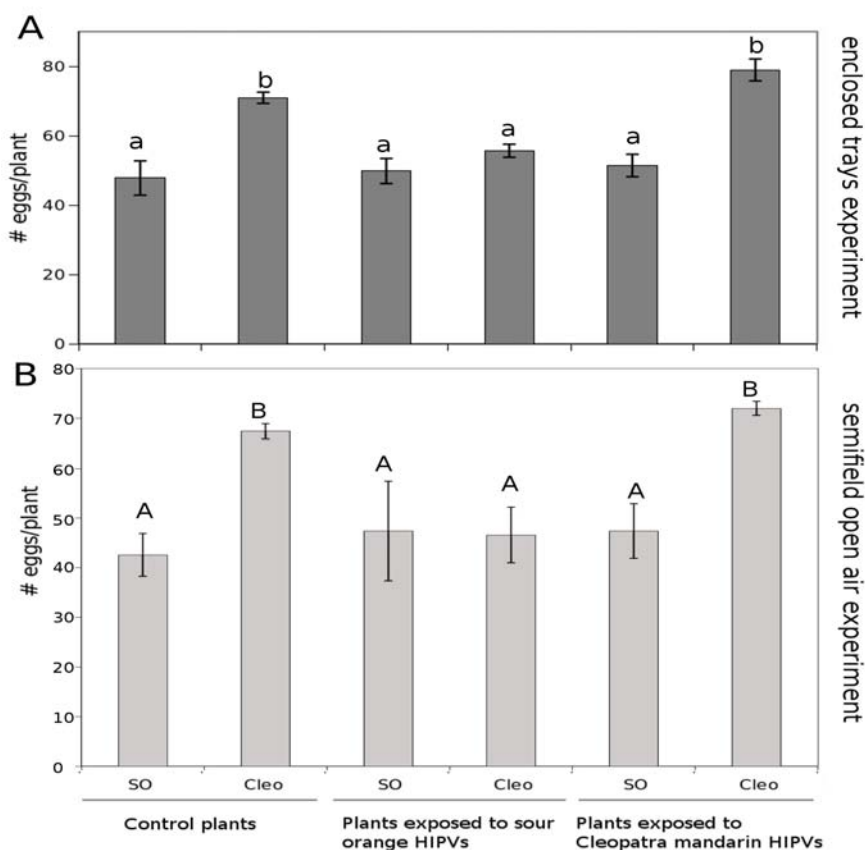 A
# eggs/plant
80
60
40
20
0
a
b
a
a
a
b
enclosed trays experiment
B
# eggs/plant
80
70
60
50
40
30
20
10
0
A
B
A
A
A
B
semifield open air experiment
SO
Cleo
SO
Cleo
SO
Cleo
Control plants
Plants exposed to sour
orange HIPVs
Plants exposed to
Cleopatra mandarin HIPVs